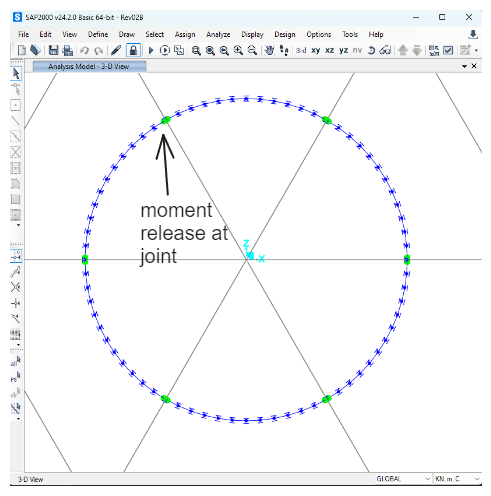 SAP2000 v24.2.0 Basic 64-bit - Rev02B
File Edit View Define Draw Select Assign Analyze Display Design Options Tools Help
3-d xy xz yz nv
Analysis Model - 3-D View
moment
release at
joint
Z
X
3-D View GLOBAL KN, m, C